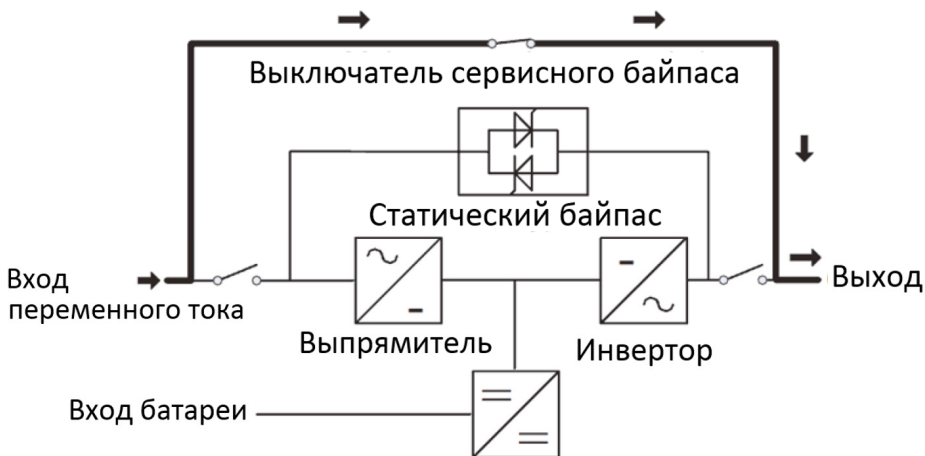 Выключатель сервисного байпаса
Статический байпас
Вход
переменного тока
Выход
Выпрямитель
Инвертор
Вход батареи